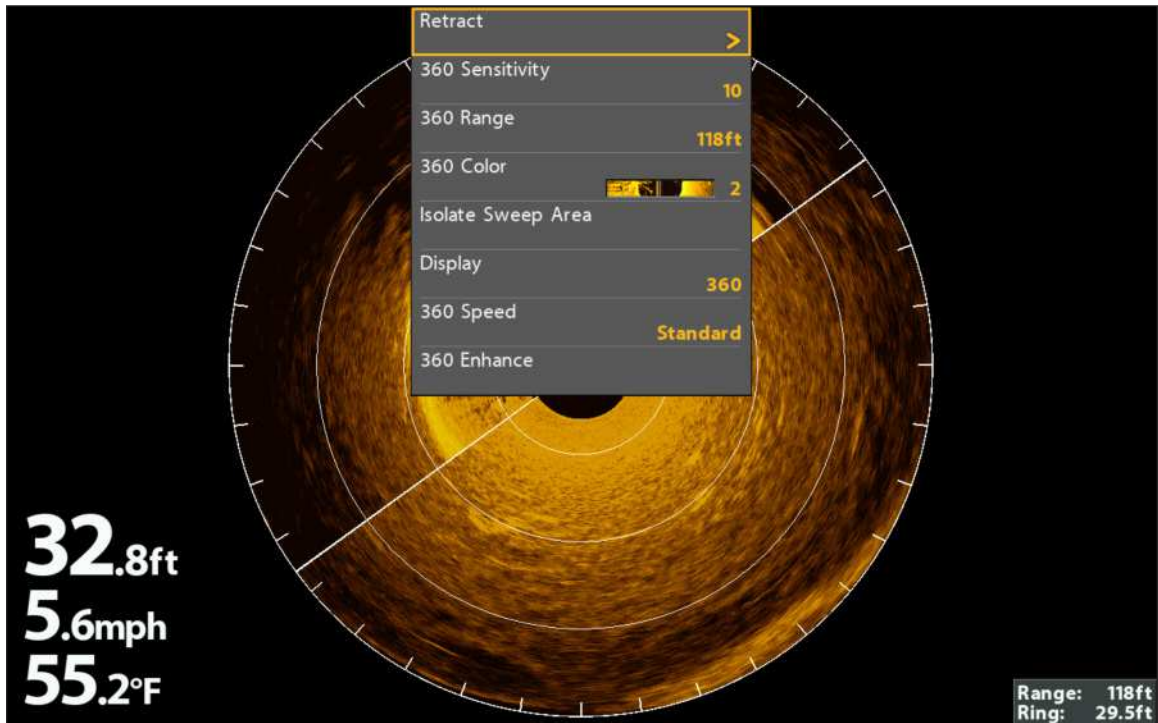 Retract
>
360 Sensitivity
10
360 Range
118ft
360 Color
2
Isolate Sweep Area
Display
360
360 Speed
Standard
360 Enhance
32.8ft
5.6mph
55.2°F
Range: 118ft
Ring: 29.5ft